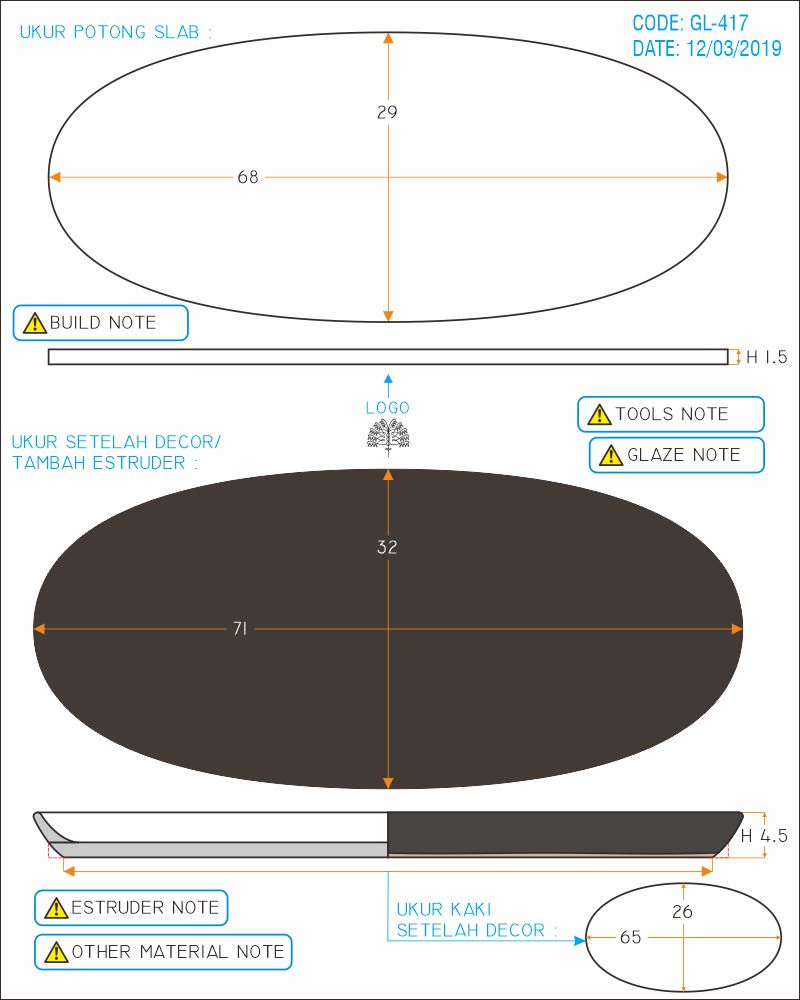 UKUR POTONG SLAB :
CODE: GL-417
DATE: 12/03/2019
29
68
BUILD NOTE
H 1.5
LOGO
TOOLS NOTE
GLAZE NOTE
UKUR SETELAH DECOR/
TAMBAH ESTRUDER :
32
71
H 4.5
ESTRUDER NOTE
OTHER MATERIAL NOTE
UKUR KAKI
SETELAH DECOR :
26
65